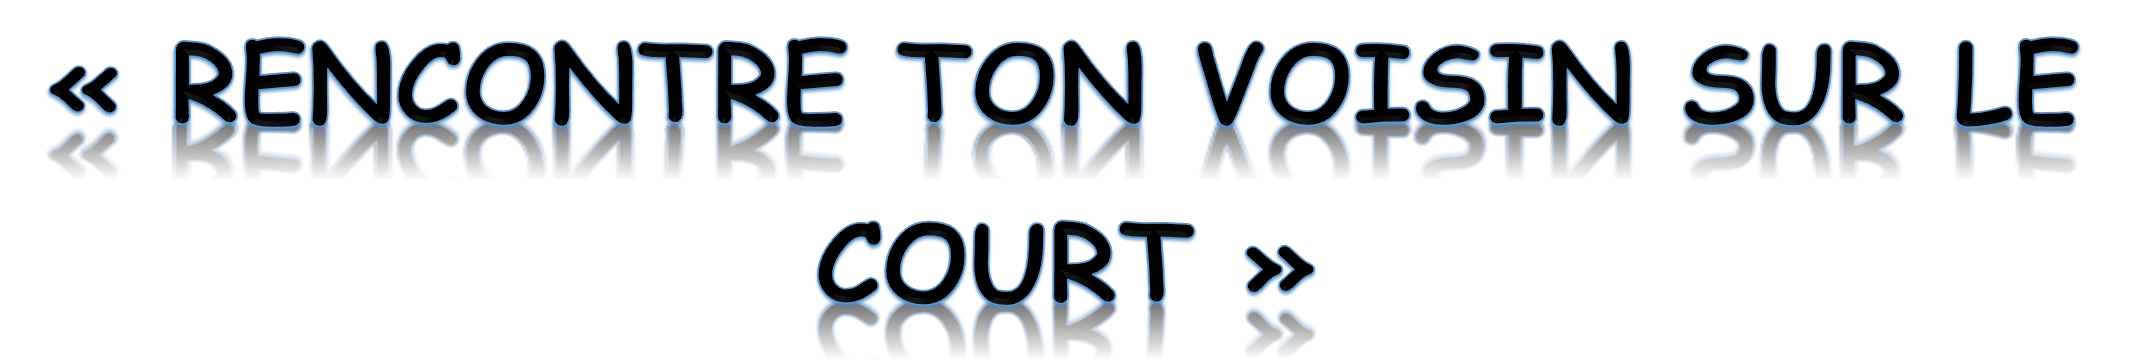 « RENCONTRE TON VOISIN SUR LE
COURT »